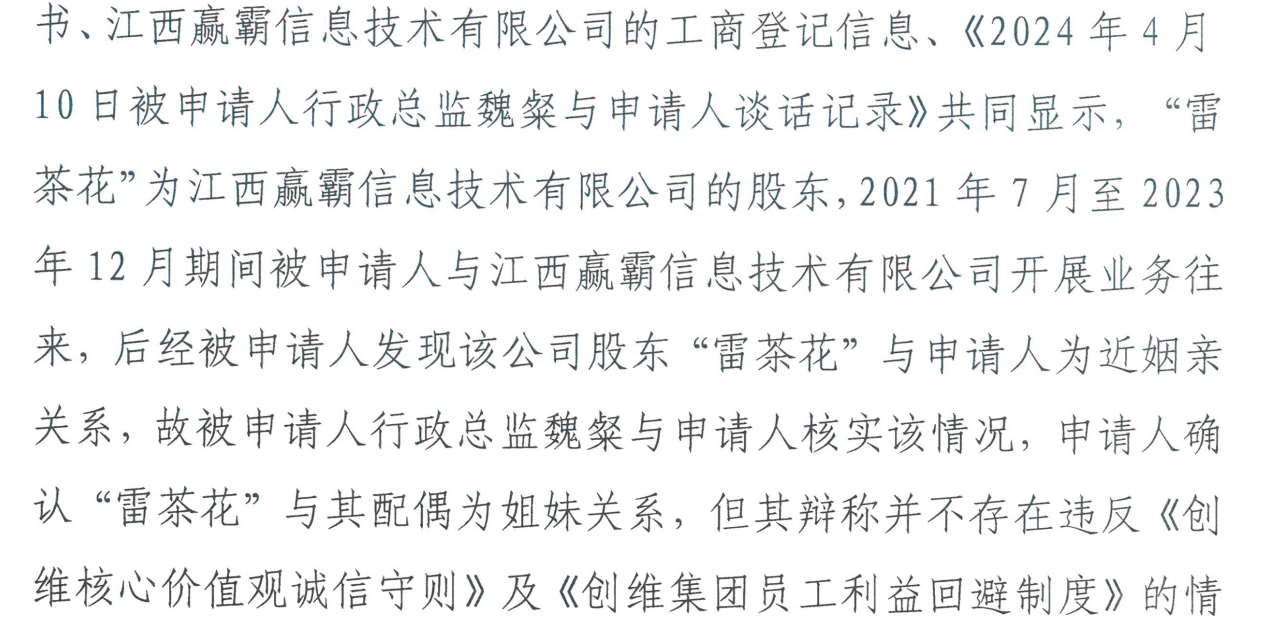 书、江西赢霸信息技术有限公司的工商登记信息、《2024 年 4 月
10 日被申请人行政总监魏粲与申请人谈话记录》共同显示，“雷
茶花”为江西赢霸信息技术有限公司的股东，2021 年 7 月至 2023
年 12 月期间被申请人与江西赢霸信息技术有限公司开展业务往
来，后经被申请人发现该公司股东“雷茶花”与申请人为近姻亲
关系，故被申请人行政总监魏粲与申请人核实该情况，申请人确
认“雷茶花”与其配偶为姐妹关系，但其辩称并不存在违反《创
维核心价值观诚信守则》及《创维集团员工利益回避制度》的情